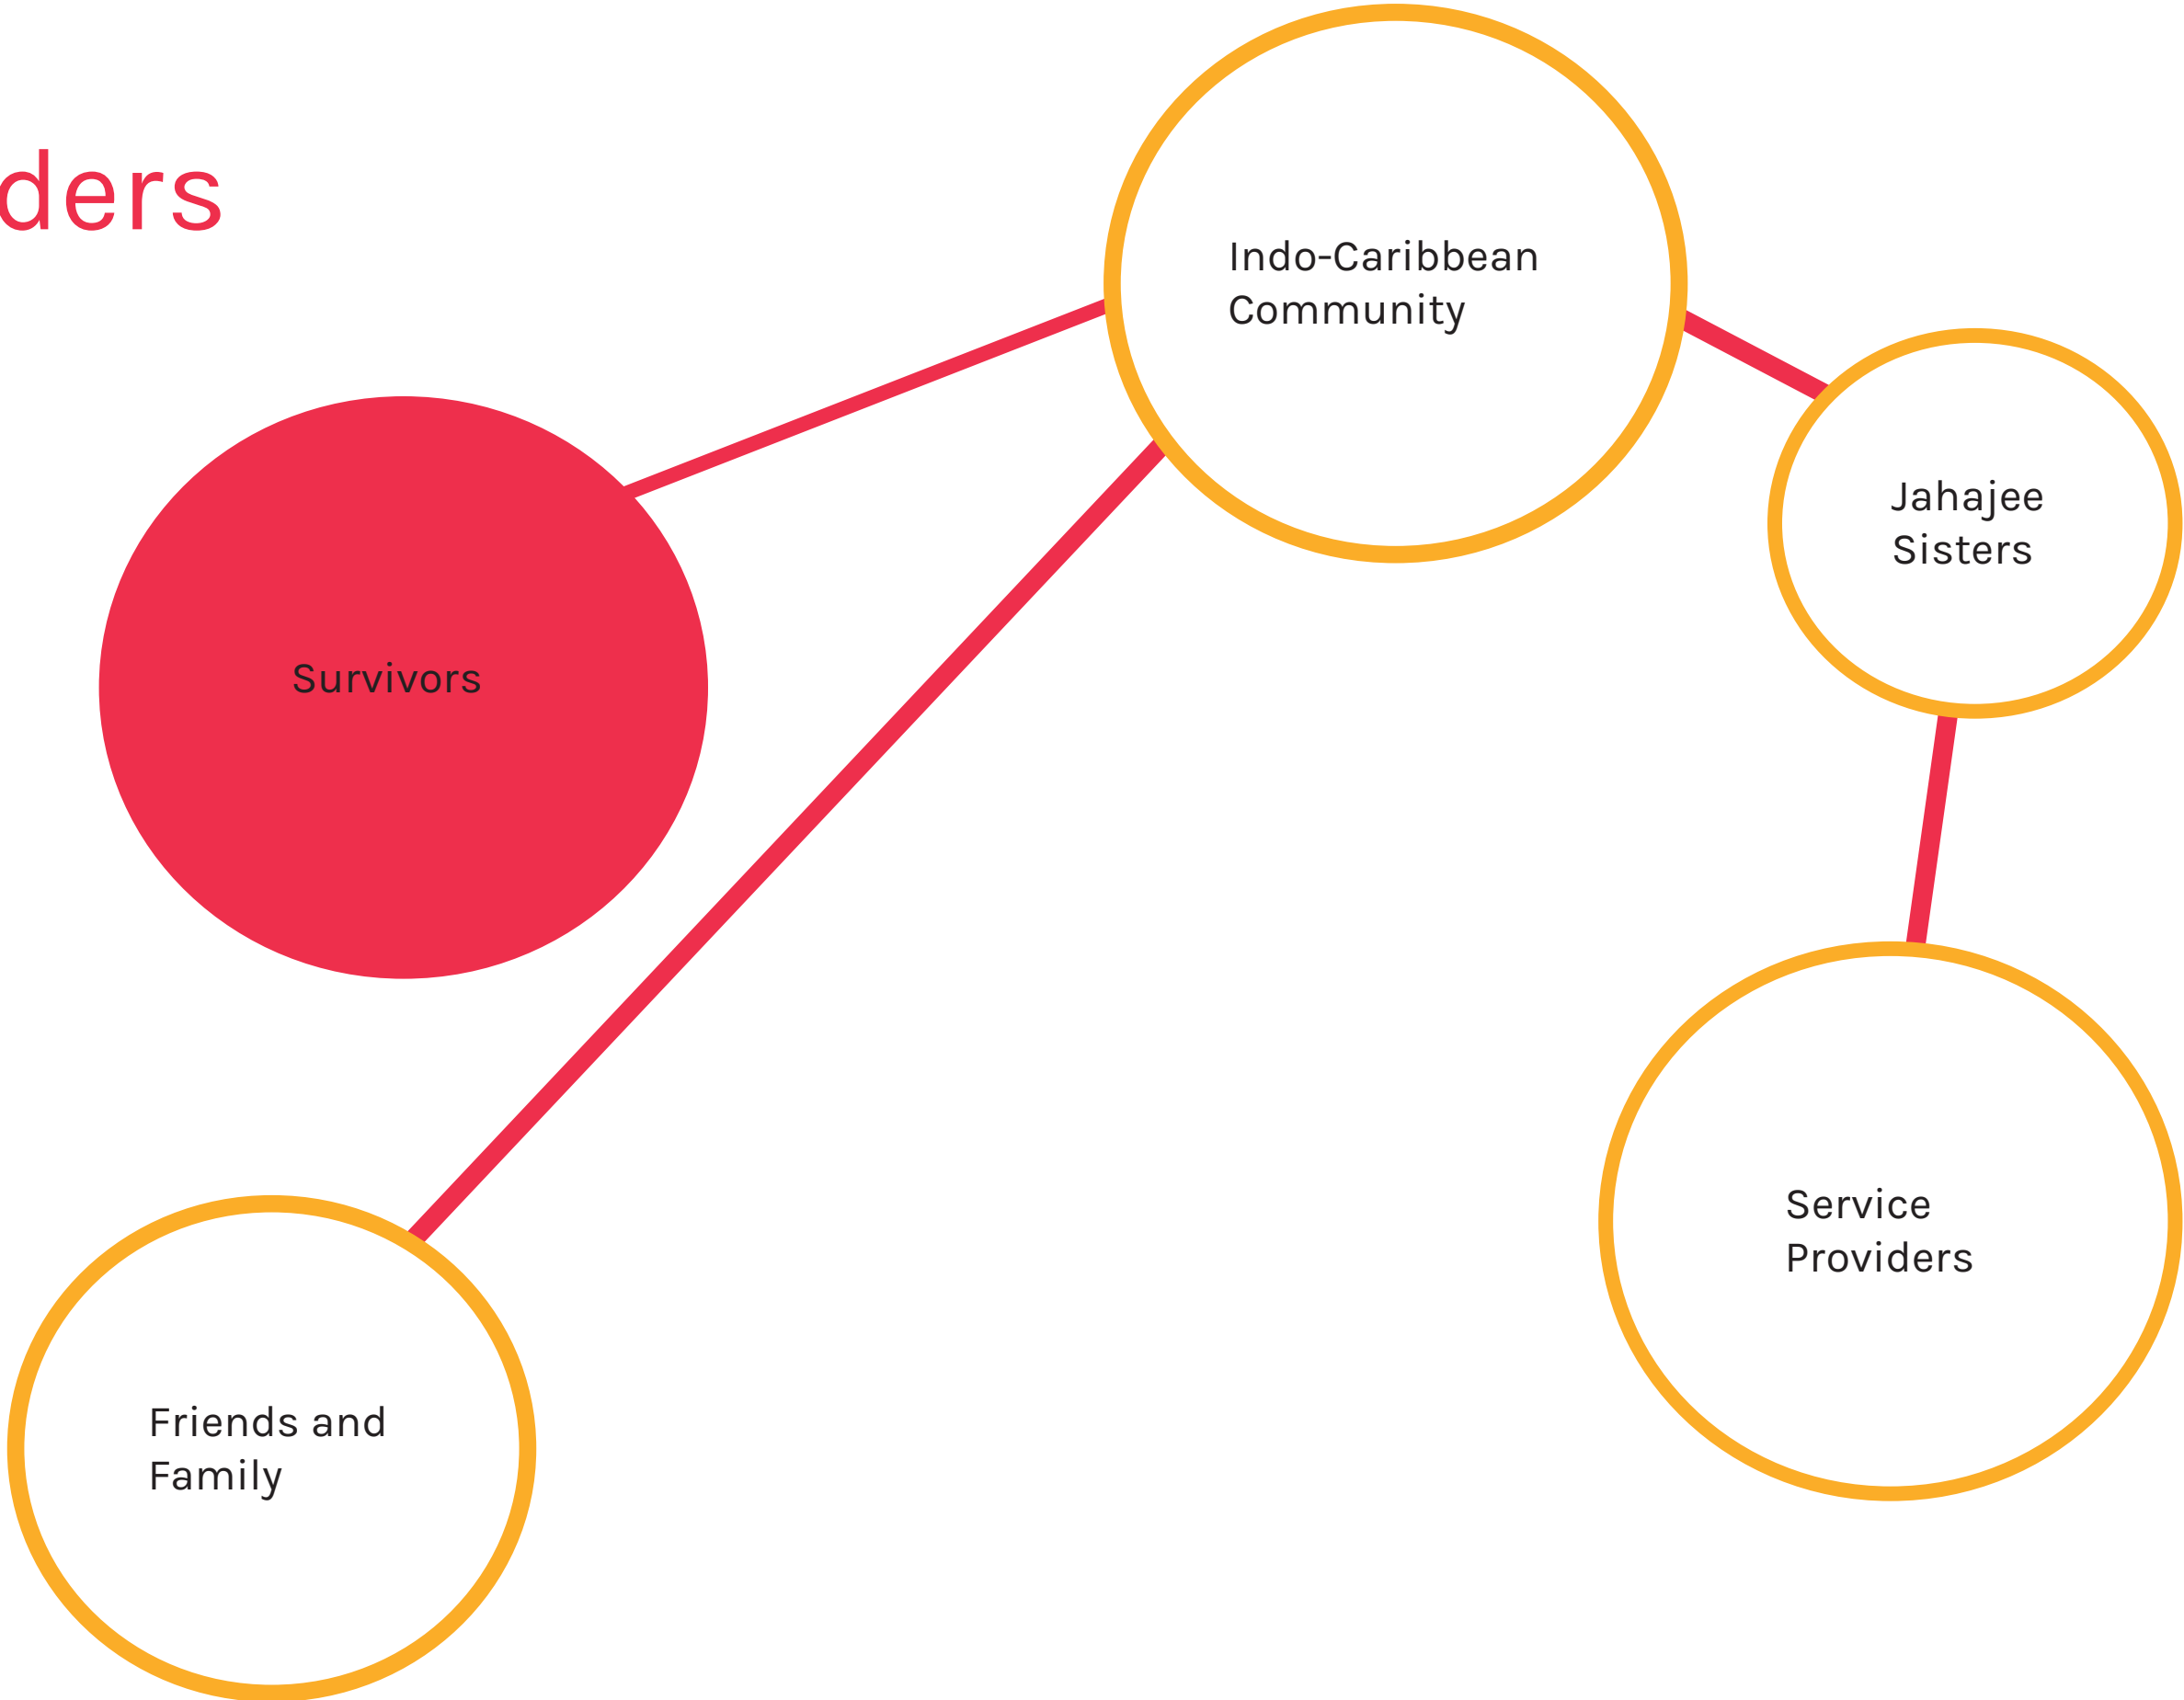 ders
Indo-Caribbean
Community
Jahajee
Sisters
Survivors
Service
Providers
Friends and
Family